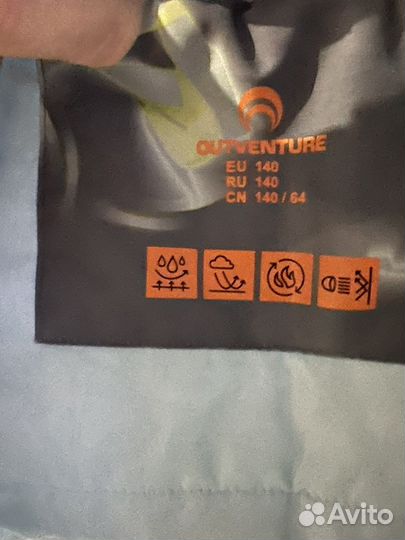 OUTVENTURE
EU 140
RU 140
CN 140 / 64
Avito